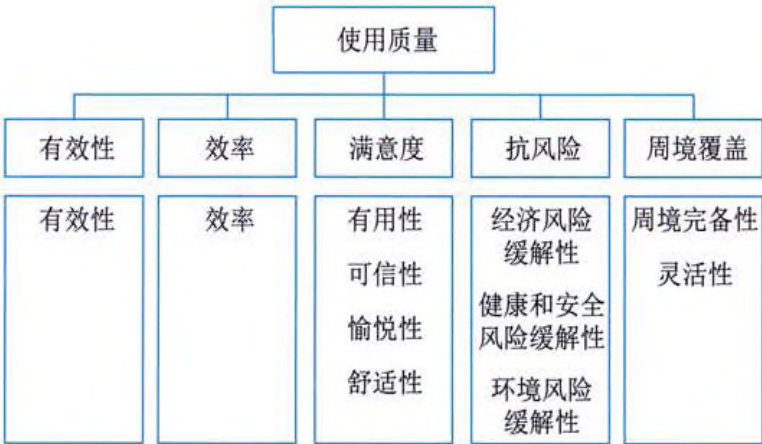 使用质量
有效性
效率
满意度
抗风险
周境覆盖
有效性
效率
有用性
可信性
愉悦性
舒适性
经济风险
缓解性
健康和安全
风险缓解性
环境风险
缓解性
周境完备性
灵活性